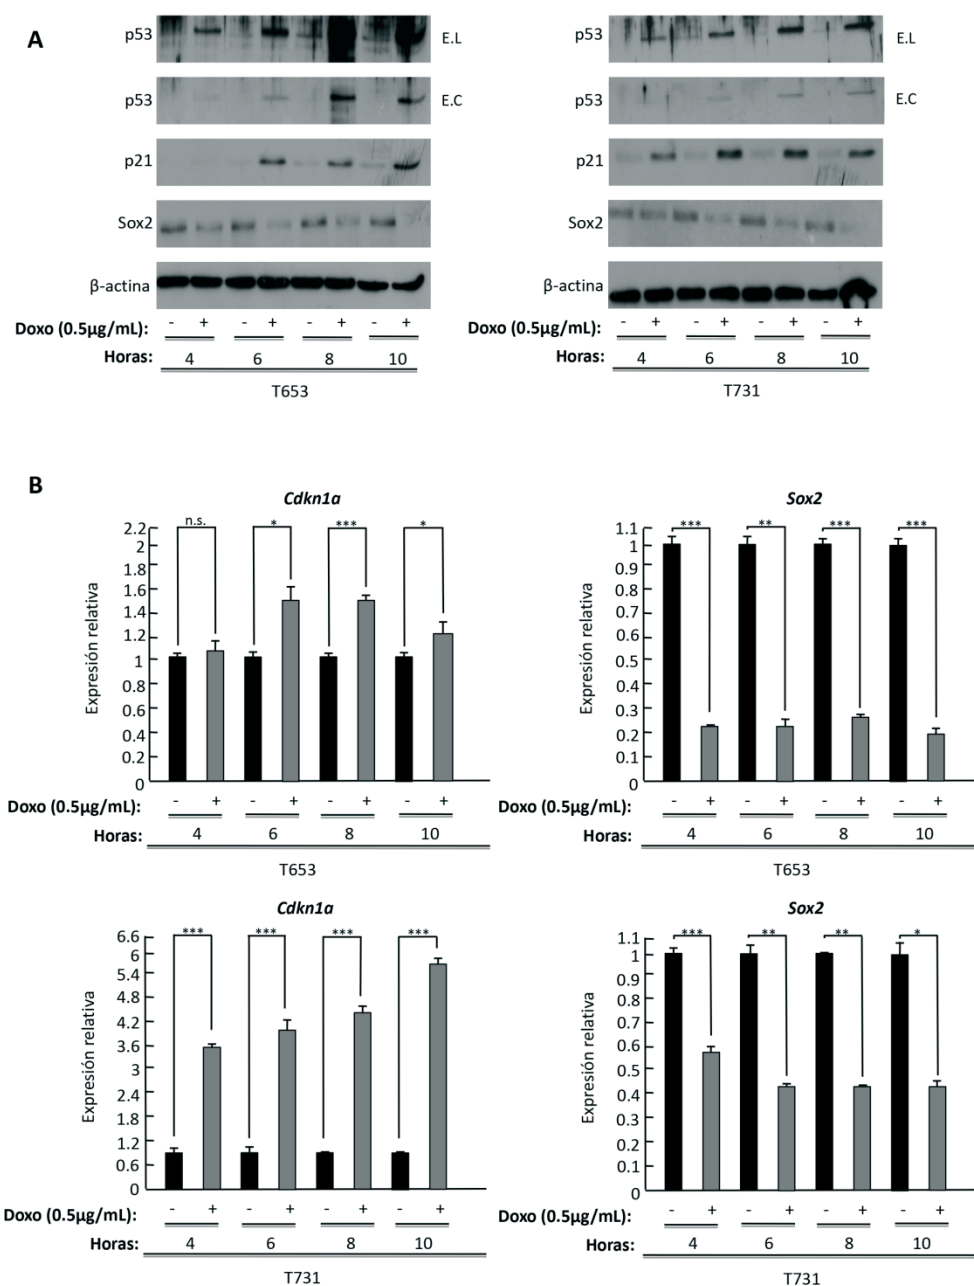 A
p53
E.L
p53
E.C
p21
Sox2
β-actina
Doxo (0.5µg/mL): - + - + - + - +
Horas: 4 6 8 10
T653
p53
E.L
p53
E.C
p21
Sox2
β-actina
Doxo (0.5µg/mL): - + - + - + - +
Horas: 4 6 8 10
T731
B
Cdkn1a
n.s. * *** *
Expresión relativa
2.2
2
1.8
1.6
1.4
1.2
1
0.8
0.6
0.4
0.2
0
Doxo (0.5µg/mL): - + - + - + - +
Horas: 4 6 8 10
T653
Sox2
*** ** *** ***
Expresión relativa
1.1
1
0.9
0.8
0.7
0.6
0.5
0.4
0.3
0.2
0.1
0
Doxo (0.5µg/mL): - + - + - + - +
Horas: 4 6 8 10
T653
Cdkn1a
*** *** *** ***
Expresión relativa
6.6
6
5.4
4.8
4.2
3.6
3
2.4
1.8
1.2
0.6
0
Doxo (0.5µg/mL): - + - + - + - +
Horas: 4 6 8 10
T731
Sox2
*** ** ** *
Expresión relativa
1.1
1
0.9
0.8
0.7
0.6
0.5
0.4
0.3
0.2
0.1
0
Doxo (0.5µg/mL): - + - + - + - +
Horas: 4 6 8 10
T731